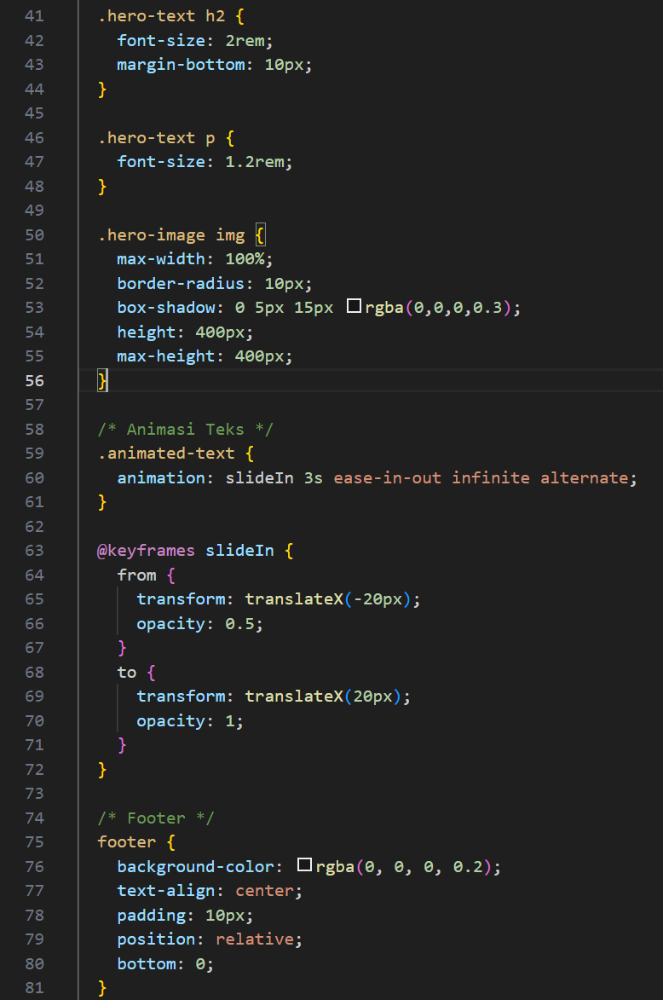 41 .hero-text h2 {
42 font-size: 2rem;
43 margin-bottom: 10px;
44 }
45
46 .hero-text p {
47 font-size: 1.2rem;
48 }
49
50 .hero-image img {
51 max-width: 100%;
52 border-radius: 10px;
53 box-shadow: 0 5px 15px rgba(0,0,0,0.3);
54 height: 400px;
55 max-height: 400px;
56 }
57
58 /* Animasi Teks */
59 .animated-text {
60 animation: slideIn 3s ease-in-out infinite alternate;
61 }
62
63 @keyframes slideIn {
64 from {
65 transform: translateX(-20px);
66 opacity: 0.5;
67 }
68 to {
69 transform: translateX(20px);
70 opacity: 1;
71 }
72 }
73
74 /* Footer */
75 footer {
76 background-color: rgba(0, 0, 0, 0.2);
77 text-align: center;
78 padding: 10px;
79 position: relative;
80 bottom: 0;
81 }